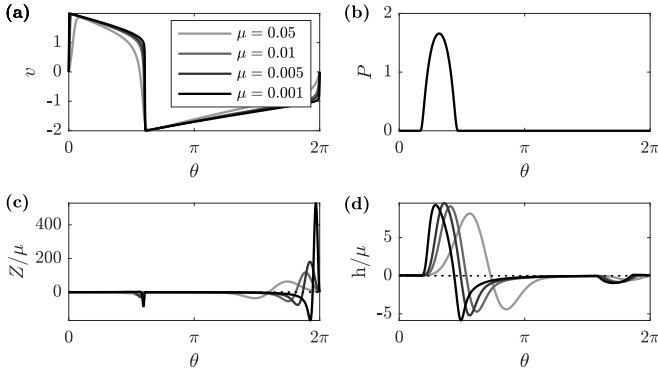 (a)
2
1
0
-1
-2
v
0
π
2π
θ
μ = 0.05
μ = 0.01
μ = 0.005
μ = 0.001
(b)
2
1
0
P
0
π
2π
θ
(c)
400
200
0
Z/μ
0
π
2π
θ
(d)
5
0
-5
h/μ
0
π
2π
θ